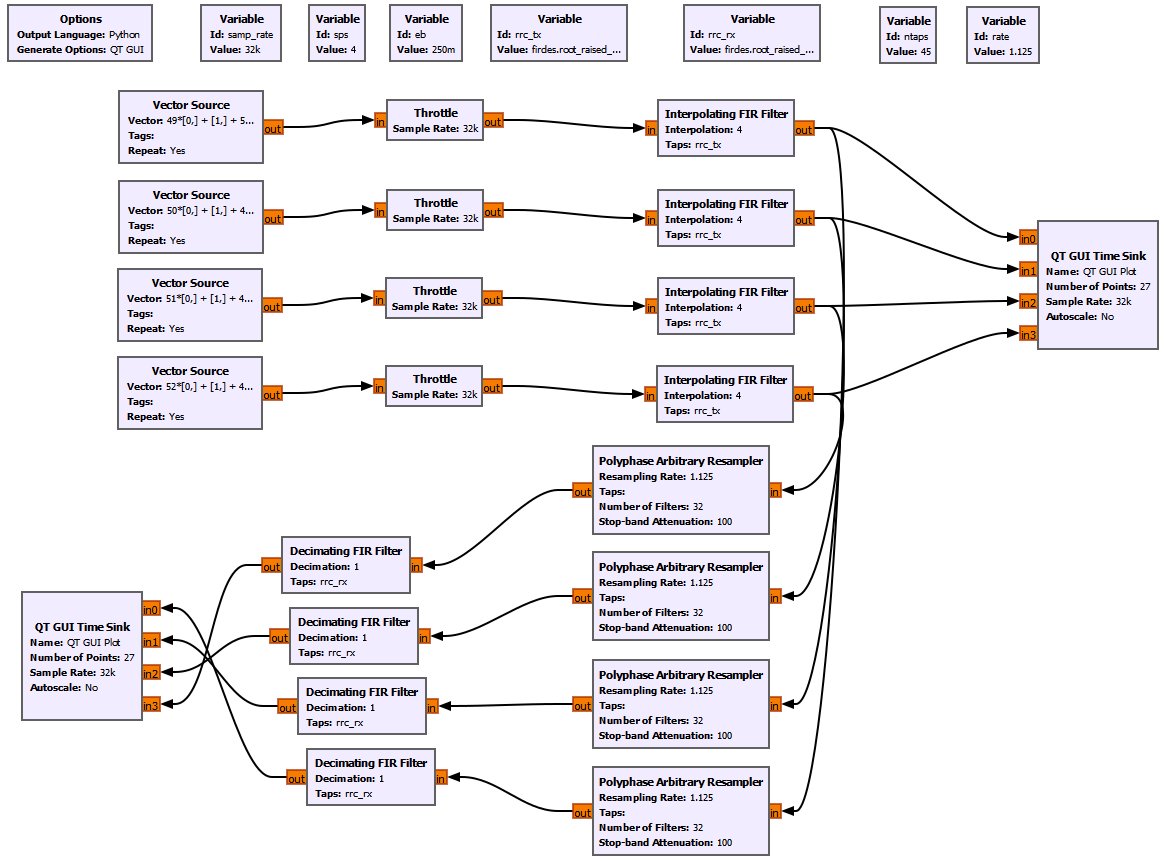 Options
Output Language: Python
Generate Options: QT GUI
Variable
Id: samp_rate
Value: 32k
Variable
Id: sps
Value: 4
Variable
Id: eb
Value: 250m
Variable
Id: rrc_tx
Value: firdes.root_raised_...
Variable
Id: rrc_rx
Value: firdes.root_raised_...
Variable
Id: ntaps
Value: 45
Variable
Id: rate
Value: 1.125
Vector Source
Vector: 49*[0,] + [1,] + 5...
Tags:
Repeat: Yes
out
in
Throttle
Sample Rate: 32k
out
in
Interpolating FIR Filter
Interpolation: 4
Taps: rrc_tx
out
Vector Source
Vector: 50*[0,] + [1,] + 4...
Tags:
Repeat: Yes
out
in
Throttle
Sample Rate: 32k
out
in
Interpolating FIR Filter
Interpolation: 4
Taps: rrc_tx
out
Vector Source
Vector: 51*[0,] + [1,] + 4...
Tags:
Repeat: Yes
out
in
Throttle
Sample Rate: 32k
out
in
Interpolating FIR Filter
Interpolation: 4
Taps: rrc_tx
out
Vector Source
Vector: 52*[0,] + [1,] + 4...
Tags:
Repeat: Yes
out
in
Throttle
Sample Rate: 32k
out
in
Interpolating FIR Filter
Interpolation: 4
Taps: rrc_tx
out
in0
in1
in2
in3
QT GUI Time Sink
Name: QT GUI Plot
Number of Points: 27
Sample Rate: 32k
Autoscale: No
Polyphase Arbitrary Resampler
Resampling Rate: 1.125
Taps:
Number of Filters: 32
Stop-band Attenuation: 100
out
in
Polyphase Arbitrary Resampler
Resampling Rate: 1.125
Taps:
Number of Filters: 32
Stop-band Attenuation: 100
out
in
Polyphase Arbitrary Resampler
Resampling Rate: 1.125
Taps:
Number of Filters: 32
Stop-band Attenuation: 100
out
in
Polyphase Arbitrary Resampler
Resampling Rate: 1.125
Taps:
Number of Filters: 32
Stop-band Attenuation: 100
out
in
Decimating FIR Filter
Decimation: 1
Taps: rrc_rx
out
in
Decimating FIR Filter
Decimation: 1
Taps: rrc_rx
out
in
Decimating FIR Filter
Decimation: 1
Taps: rrc_rx
out
in
Decimating FIR Filter
Decimation: 1
Taps: rrc_rx
out
in
QT GUI Time Sink
Name: QT GUI Plot
Number of Points: 27
Sample Rate: 32k
Autoscale: No
in0
in1
in2
in3